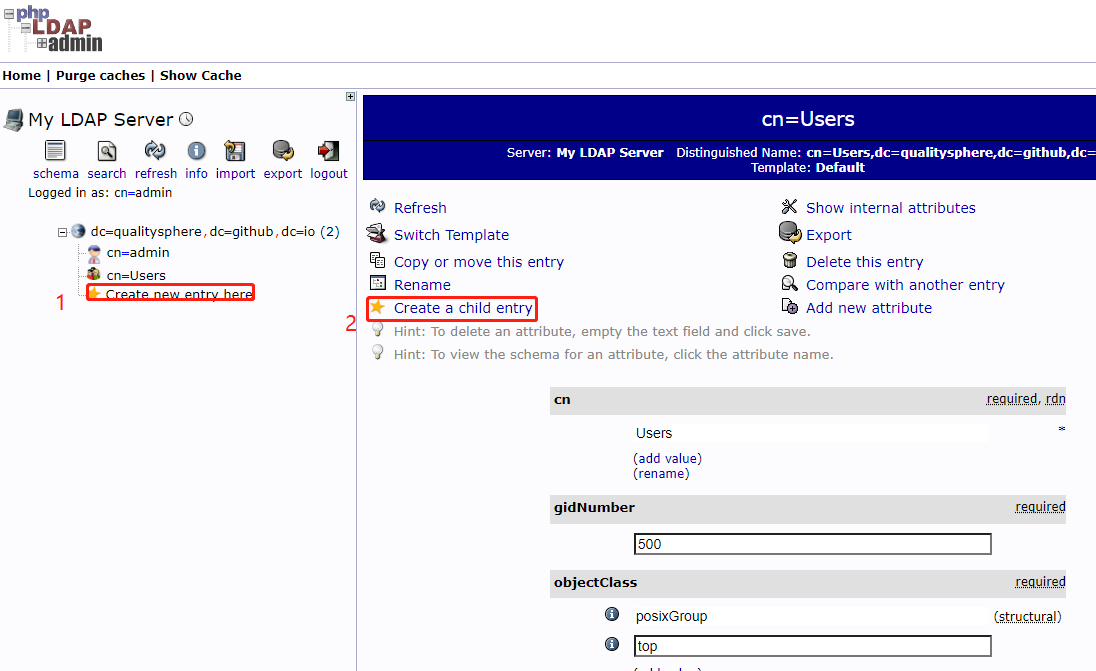 php
LDAP
admin
Home | Purge caches | Show Cache
My LDAP Server
schema search refresh info import export logout
Logged in as: cn=admin
dc=qualitysphere,dc=github,dc=io (2)
cn=admin
cn=Users
1 Create new entry here
cn=Users
Server: My LDAP Server Distinguished Name: cn=Users,dc=qualitysphere,dc=github,dc=
Template: Default
Refresh Show internal attributes
Switch Template Export
Copy or move this entry Delete this entry
Rename Compare with another entry
2 Create a child entry Add new attribute
Hint: To delete an attribute, empty the text field and click save.
Hint: To view the schema for an attribute, click the attribute name.
cn required, rdn
Users *
(add value)
(rename)
gidNumber required
500
objectClass required
posixGroup (structural)
top